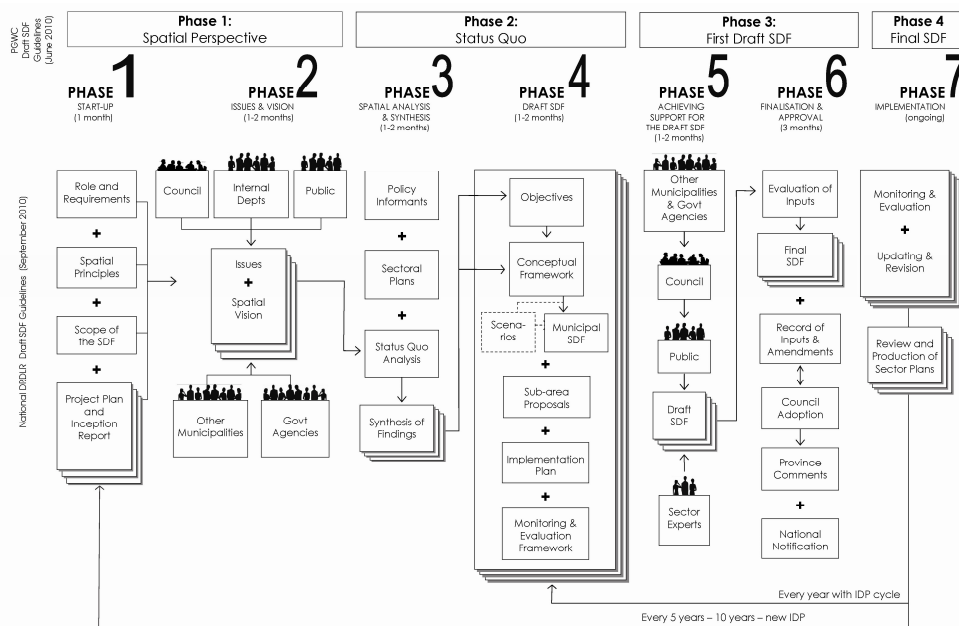 PGWC
Draft SDF
Guidelines
(June 2010)
Phase 1:
Spatial Perspective
Phase 2:
Status Quo
Phase 3:
First Draft SDF
Phase 4
Final SDF
PHASE 1
START-UP
(1 month)
PHASE 2
ISSUES & VISION
(1-2 months)
PHASE 3
SPATIAL ANALYSIS
& SYNTHESIS
(1-2 months)
PHASE 4
DRAFT SDF
(1-2 months)
PHASE 5
ACHIEVING
SUPPORT FOR
THE DRAFT SDF
(1-2 months)
PHASE 6
FINALISATION &
APPROVAL
(3 months)
PHASE 7
IMPLEMENTATION
(ongoing)
National DRDLR Draft SDF Guidelines (September 2010)
Role and
Requirements
+
Spatial
Principles
+
Scope of
the SDF
+
Project Plan
and
Inception
Report
Council
Internal
Depts
Public
Issues
+
Spatial
Vision
Other
Municipalities
Govt
Agencies
Policy
Informants
+
Sectoral
Plans
+
Status Quo
Analysis
Synthesis of
Findings
Objectives
Conceptual
Framework
Scena-
rios
Municipal
SDF
+
Sub-area
Proposals
+
Implementation
Plan
+
Monitoring &
Evaluation
Framework
Other
Municipalities
& Govt
Agencies
Council
Public
Draft
SDF
Sector
Experts
Evaluation of
Inputs
Final
SDF
+
Record of
Inputs &
Amendments
Council
Adoption
Province
Comments
+
National
Notification
Monitoring &
Evaluation
+
Updating &
Revision
Review and
Production of
Sector Plans
Every year with IDP cycle
Every 5 years – 10 years – new IDP